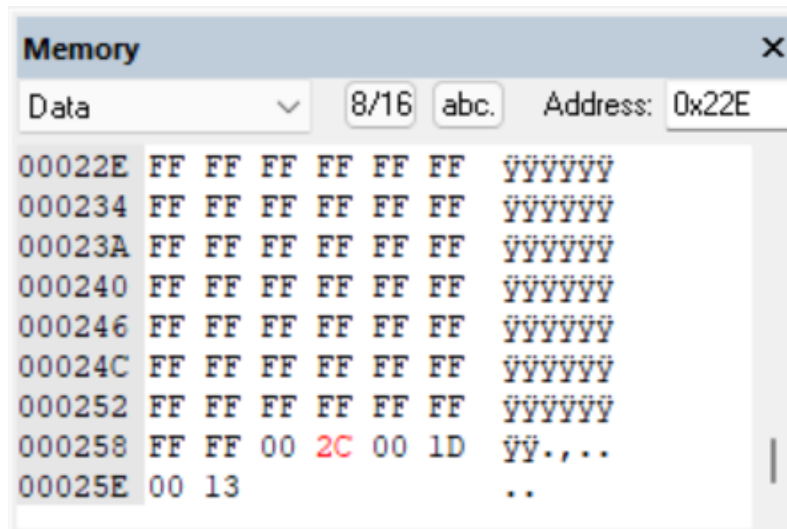 Memory ×
Data 8/16 abc. Address: 0x22E
00022E FF FF FF FF FF FF ÿÿÿÿÿÿ
000234 FF FF FF FF FF FF ÿÿÿÿÿÿ
00023A FF FF FF FF FF FF ÿÿÿÿÿÿ
000240 FF FF FF FF FF FF ÿÿÿÿÿÿ
000246 FF FF FF FF FF FF ÿÿÿÿÿÿ
00024C FF FF FF FF FF FF ÿÿÿÿÿÿ
000252 FF FF FF FF FF FF ÿÿÿÿÿÿ
000258 FF FF 00 2C 00 1D ÿÿ.,..
00025E 00 13 ..